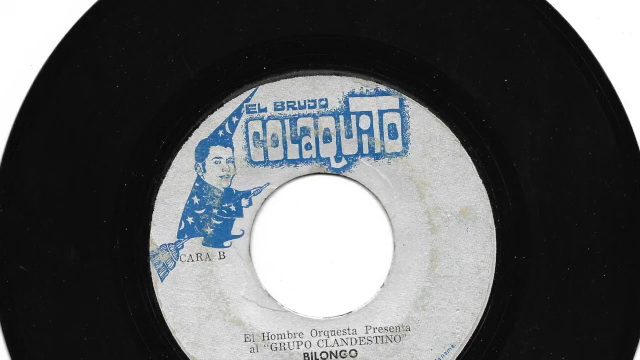 EL BRUJO
COLAQUITO
CARA B
El Hombre Orquesta Presenta
al "GRUPO CLANDESTINO"
BILONGO